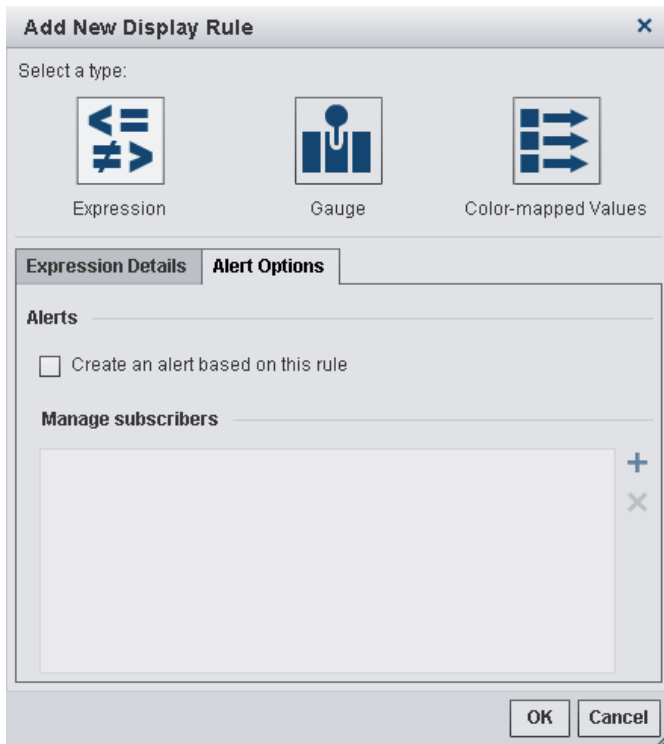 Add New Display Rule
Select a type:
Expression Gauge Color-mapped Values
Expression Details Alert Options
Alerts
Create an alert based on this rule
Manage subscribers
OK Cancel